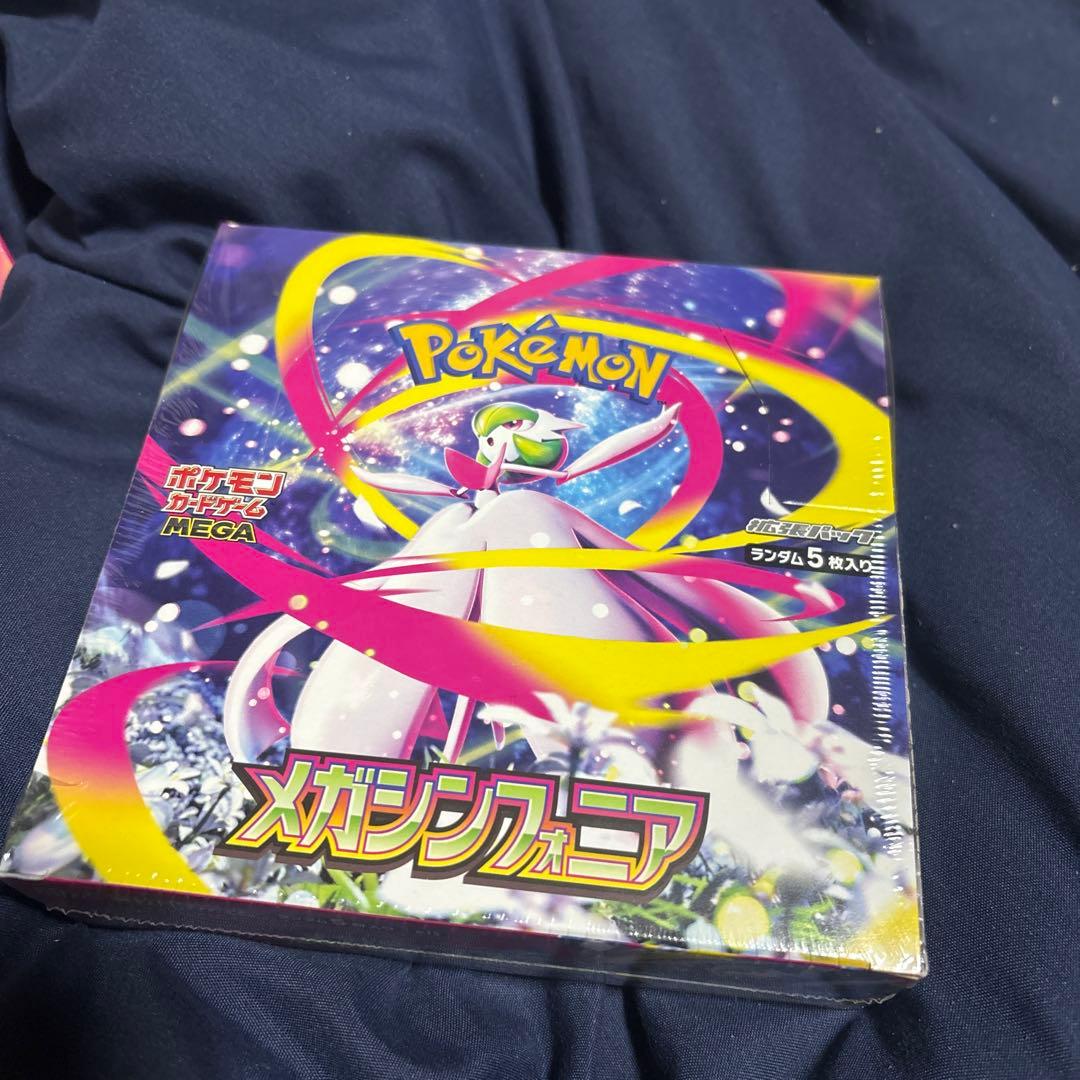 POKéMON
ポケモン
カードゲーム
MEGA
拡張パック
ランダム5枚入り
メガシンフォニア